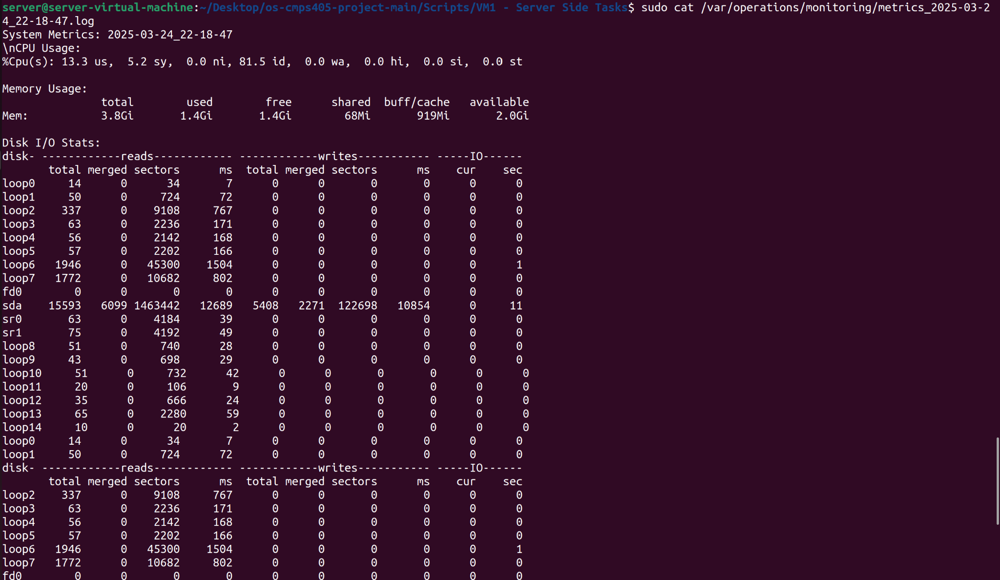 server@server-virtual-machine:~/Desktop/os-cmps405-project-main/Scripts/VM1 - Server Side Tasks$ sudo cat /var/operations/monitoring/metrics_2025-03-2
4_22-18-47.log
System Metrics: 2025-03-24_22-18-47
\nCPU Usage:
%Cpu(s): 13.3 us,  5.2 sy,  0.0 ni, 81.5 id,  0.0 wa,  0.0 hi,  0.0 si,  0.0 st

Memory Usage:
               total        used        free      shared  buff/cache   available
Mem:           3.8Gi       1.4Gi       1.4Gi        68Mi       919Mi       2.0Gi

Disk I/O Stats:
disk- ------------reads------------ ------------writes----------- -----IO------
       total merged sectors      ms  total merged sectors      ms    cur    sec
loop0     14      0      34       7      0      0       0       0      0      0
loop1     50      0     724      72      0      0       0       0      0      0
loop2    337      0    9108     767      0      0       0       0      0      0
loop3     63      0    2236     171      0      0       0       0      0      0
loop4     56      0    2142     168      0      0       0       0      0      0
loop5     57      0    2202     166      0      0       0       0      0      0
loop6   1946      0   45300    1504      0      0       0       0      0      1
loop7   1772      0   10682     802      0      0       0       0      0      0
fd0        0      0       0       0      0      0       0       0      0      0
sda    15593   6099 1463442   12689   5408   2271  122698   10854      0     11
sr0       63      0    4184      39      0      0       0       0      0      0
sr1       75      0    4192      49      0      0       0       0      0      0
loop8     51      0     740      28      0      0       0       0      0      0
loop9     43      0     698      29      0      0       0       0      0      0
loop10     51      0     732      42      0      0       0       0      0      0
loop11     20      0     106       9      0      0       0       0      0      0
loop12     35      0     666      24      0      0       0       0      0      0
loop13     65      0    2280      59      0      0       0       0      0      0
loop14     10      0      20       2      0      0       0       0      0      0
loop0     14      0      34       7      0      0       0       0      0      0
loop1     50      0     724      72      0      0       0       0      0      0
disk- ------------reads------------ ------------writes----------- -----IO------
       total merged sectors      ms  total merged sectors      ms    cur    sec
loop2    337      0    9108     767      0      0       0       0      0      0
loop3     63      0    2236     171      0      0       0       0      0      0
loop4     56      0    2142     168      0      0       0       0      0      0
loop5     57      0    2202     166      0      0       0       0      0      0
loop6   1946      0   45300    1504      0      0       0       0      0      1
loop7   1772      0   10682     802      0      0       0       0      0      0
fd0        0      0       0       0      0      0       0       0      0      0